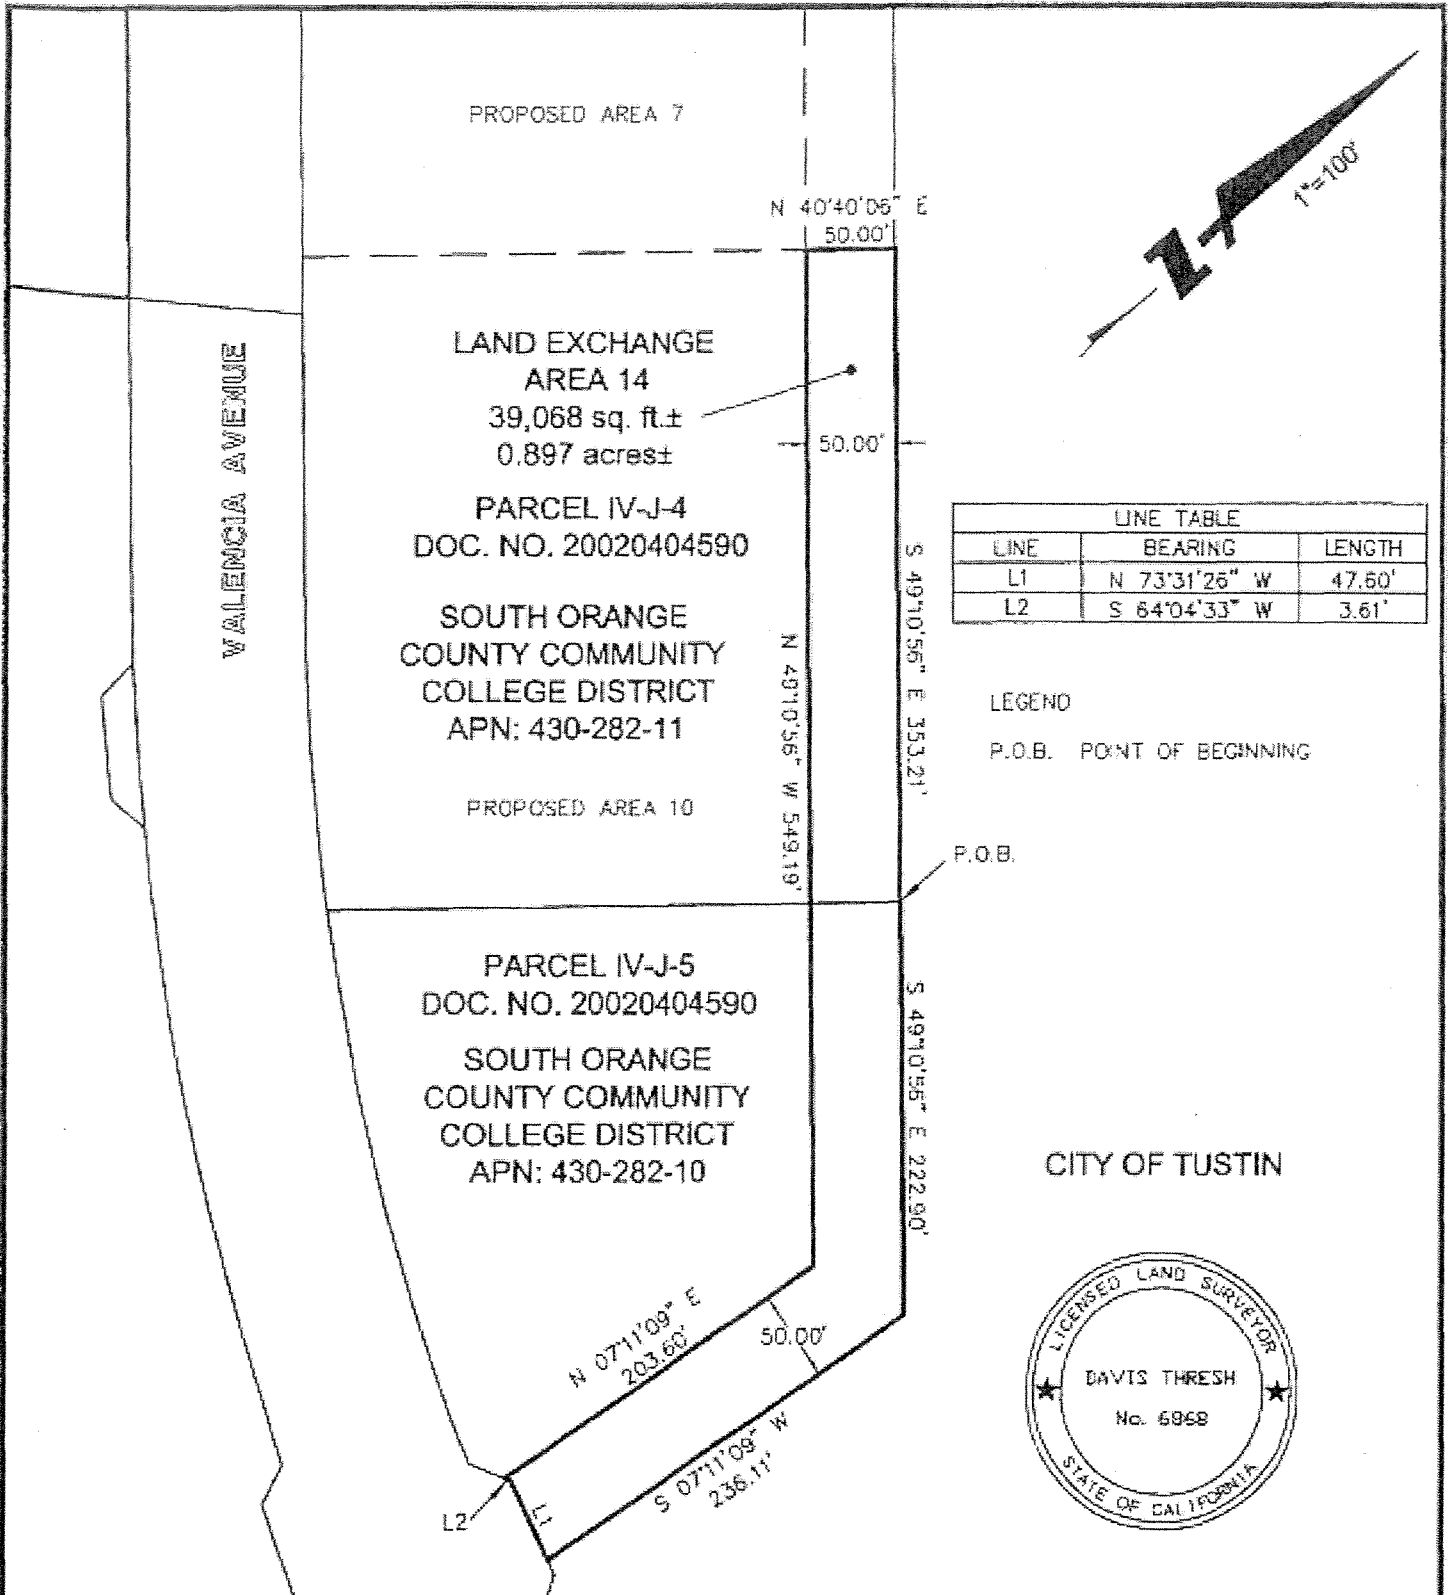 PROPOSED AREA 7
N 40°40'06" E
50.00'
1"=100'
N
LAND EXCHANGE
AREA 14
39,068 sq. ft.±
0.897 acres±
50.00'
VALENCIA AVENUE
PARCEL IV-J-4
DOC. NO. 20020404590
SOUTH ORANGE
COUNTY COMMUNITY
COLLEGE DISTRICT
APN: 430-282-11
PROPOSED AREA 10
N 49°10'56" W 549.19'
S 49°10'56" E 353.21'
LINE TABLE
LINE BEARING LENGTH
L1 N 73°31'26" W 47.60'
L2 S 64°04'33" W 3.61'
LEGEND
P.O.B. POINT OF BEGINNING
P.O.B.
PARCEL IV-J-5
DOC. NO. 20020404590
SOUTH ORANGE
COUNTY COMMUNITY
COLLEGE DISTRICT
APN: 430-282-10
S 49°10'56" E 222.90'
CITY OF TUSTIN
N 07°11'09" E
203.60'
50.00'
S 07°11'09" W
236.11'
L1
L2
LICENSED LAND SURVEYOR
DAVIS THRESH
No. 6868
STATE OF CALIFORNIA